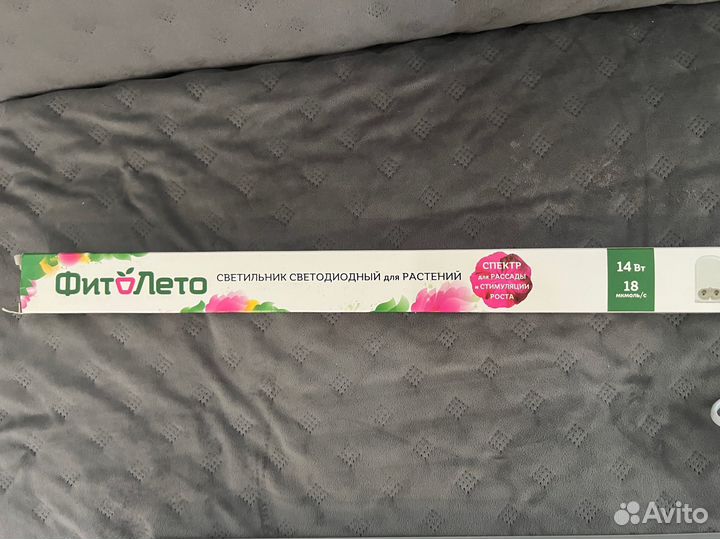 ФитоЛето
СВЕТИЛЬНИК СВЕТОДИОДНЫЙ для РАСТЕНИЙ
СПЕКТР
для РАССАДЫ
и СТИМУЛЯЦИИ
РОСТА
14 Вт
18
мкмоль/с
Avito